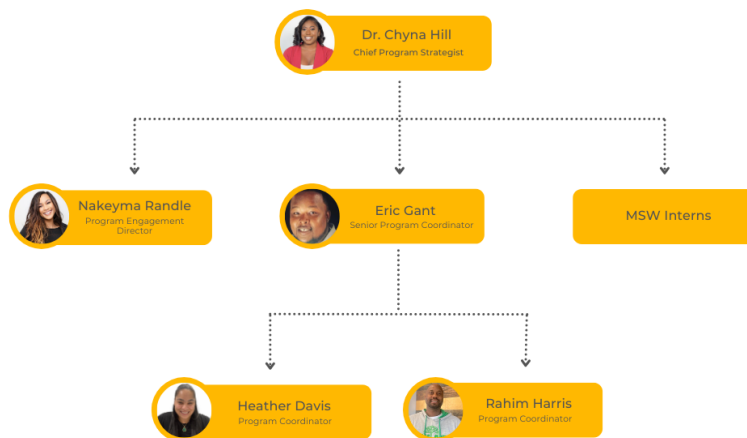 Dr. Chyna Hill
Chief Program Strategist
Nakeyma Randle
Program Engagement
Director
Eric Gant
Senior Program Coordinator
MSW Interns
Heather Davis
Program Coordinator
Rahim Harris
Program Coordinator